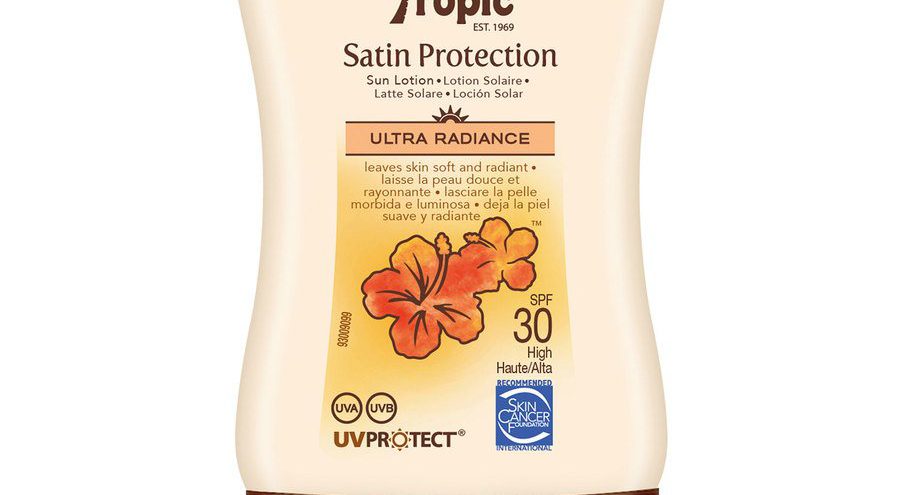 Tropic
EST. 1969
Satin Protection
Sun Lotion • Lotion Solaire •
Latte Solare • Loción Solar
ULTRA RADIANCE
leaves skin soft and radiant •
laisse la peau douce et
rayonnante • lasciare la pelle
morbida e luminosa • deja la piel
suave y radiante
™
SPF
30
High
Haute/Alta
93009099
RECOMMENDED
SKIN
CANCER
FOUNDATION
INTERNATIONAL
UVA UVB
UVPROTECT®